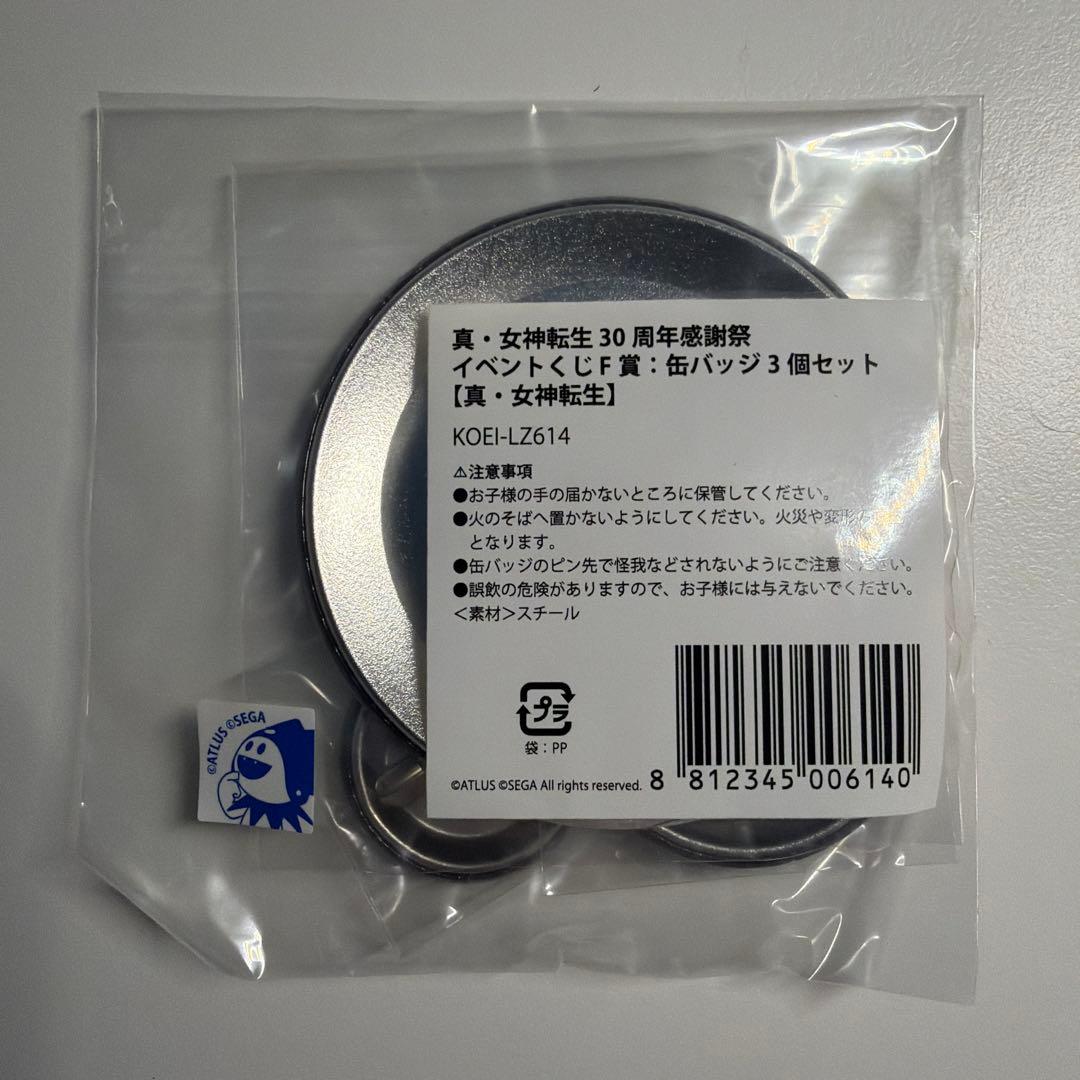 真・女神転生 30 周年感謝祭
イベントくじ F 賞：缶バッジ 3 個セット
【真・女神転生】
KOEI-LZ614
⚠注意事項
●お子様の手の届かないところに保管してください。
●火のそばへ置かないようにしてください。火災や変形
となります。
●缶バッジのピン先で怪我などされないようにご注意ください。
●誤飲の危険がありますので、お子様には与えないでください。
＜素材＞スチール
プラ
袋：PP
©ATLUS ©SEGA All rights reserved.
8 812345 006140
©ATLUS ©SEGA